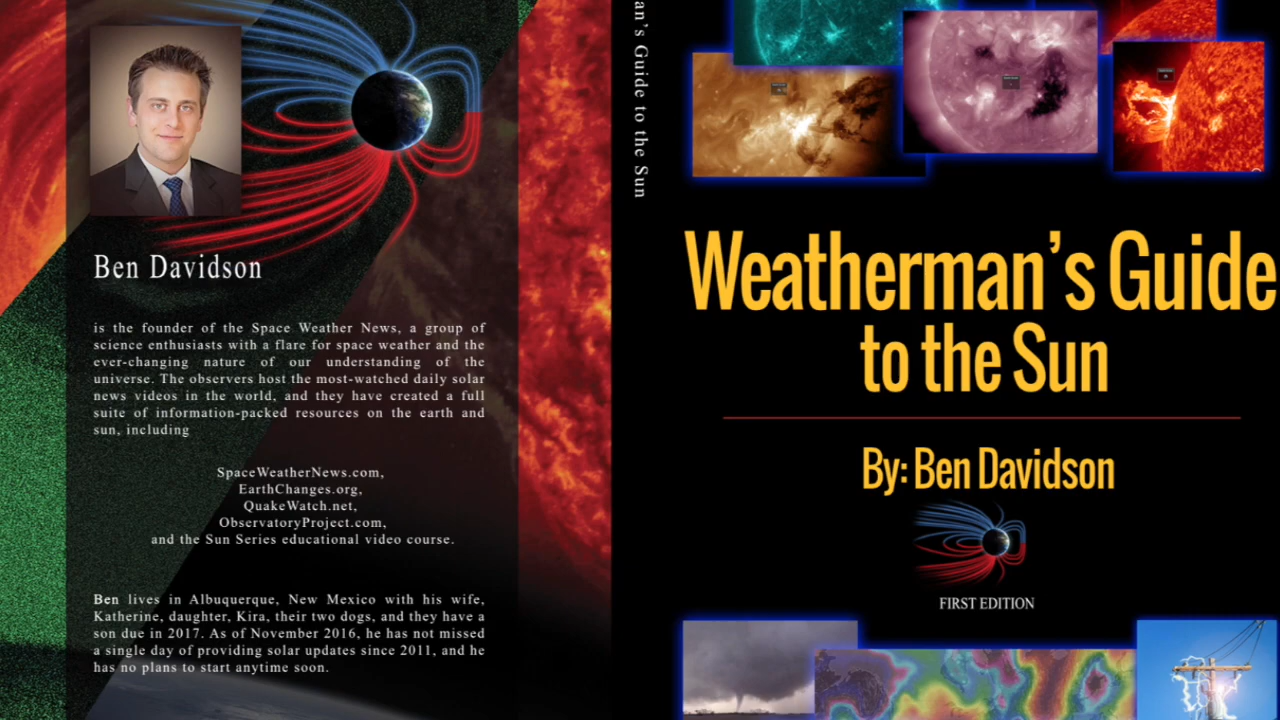 Ben Davidson
is the founder of the Space Weather News, a group of
science enthusiasts with a flare for space weather and the
ever-changing nature of our understanding of the
universe. The observers host the most-watched daily solar
news videos in the world, and they have created a full
suite of information-packed resources on the earth and
sun, including
SpaceWeatherNews.com,
EarthChanges.org,
QuakeWatch.net,
ObservatoryProject.com,
and the Sun Series educational video course.
Ben lives in Albuquerque, New Mexico with his wife,
Katherine, daughter, Kira, their two dogs, and they have a
son due in 2017. As of November 2016, he has not missed
a single day of providing solar updates since 2011, and he
has no plans to start anytime soon.
an's Guide to the Sun
Weatherman's Guide
to the Sun
By: Ben Davidson
FIRST EDITION